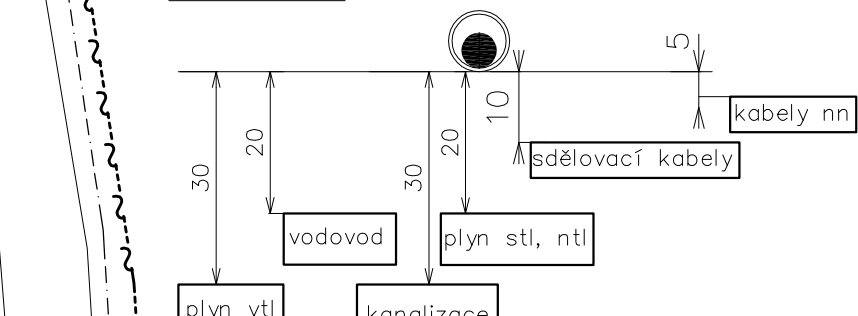 5
10
kabely nn
20
20
sdělovací kabely
30
30
vodovod
plyn stl, ntl
plyn vtl
kanalizace